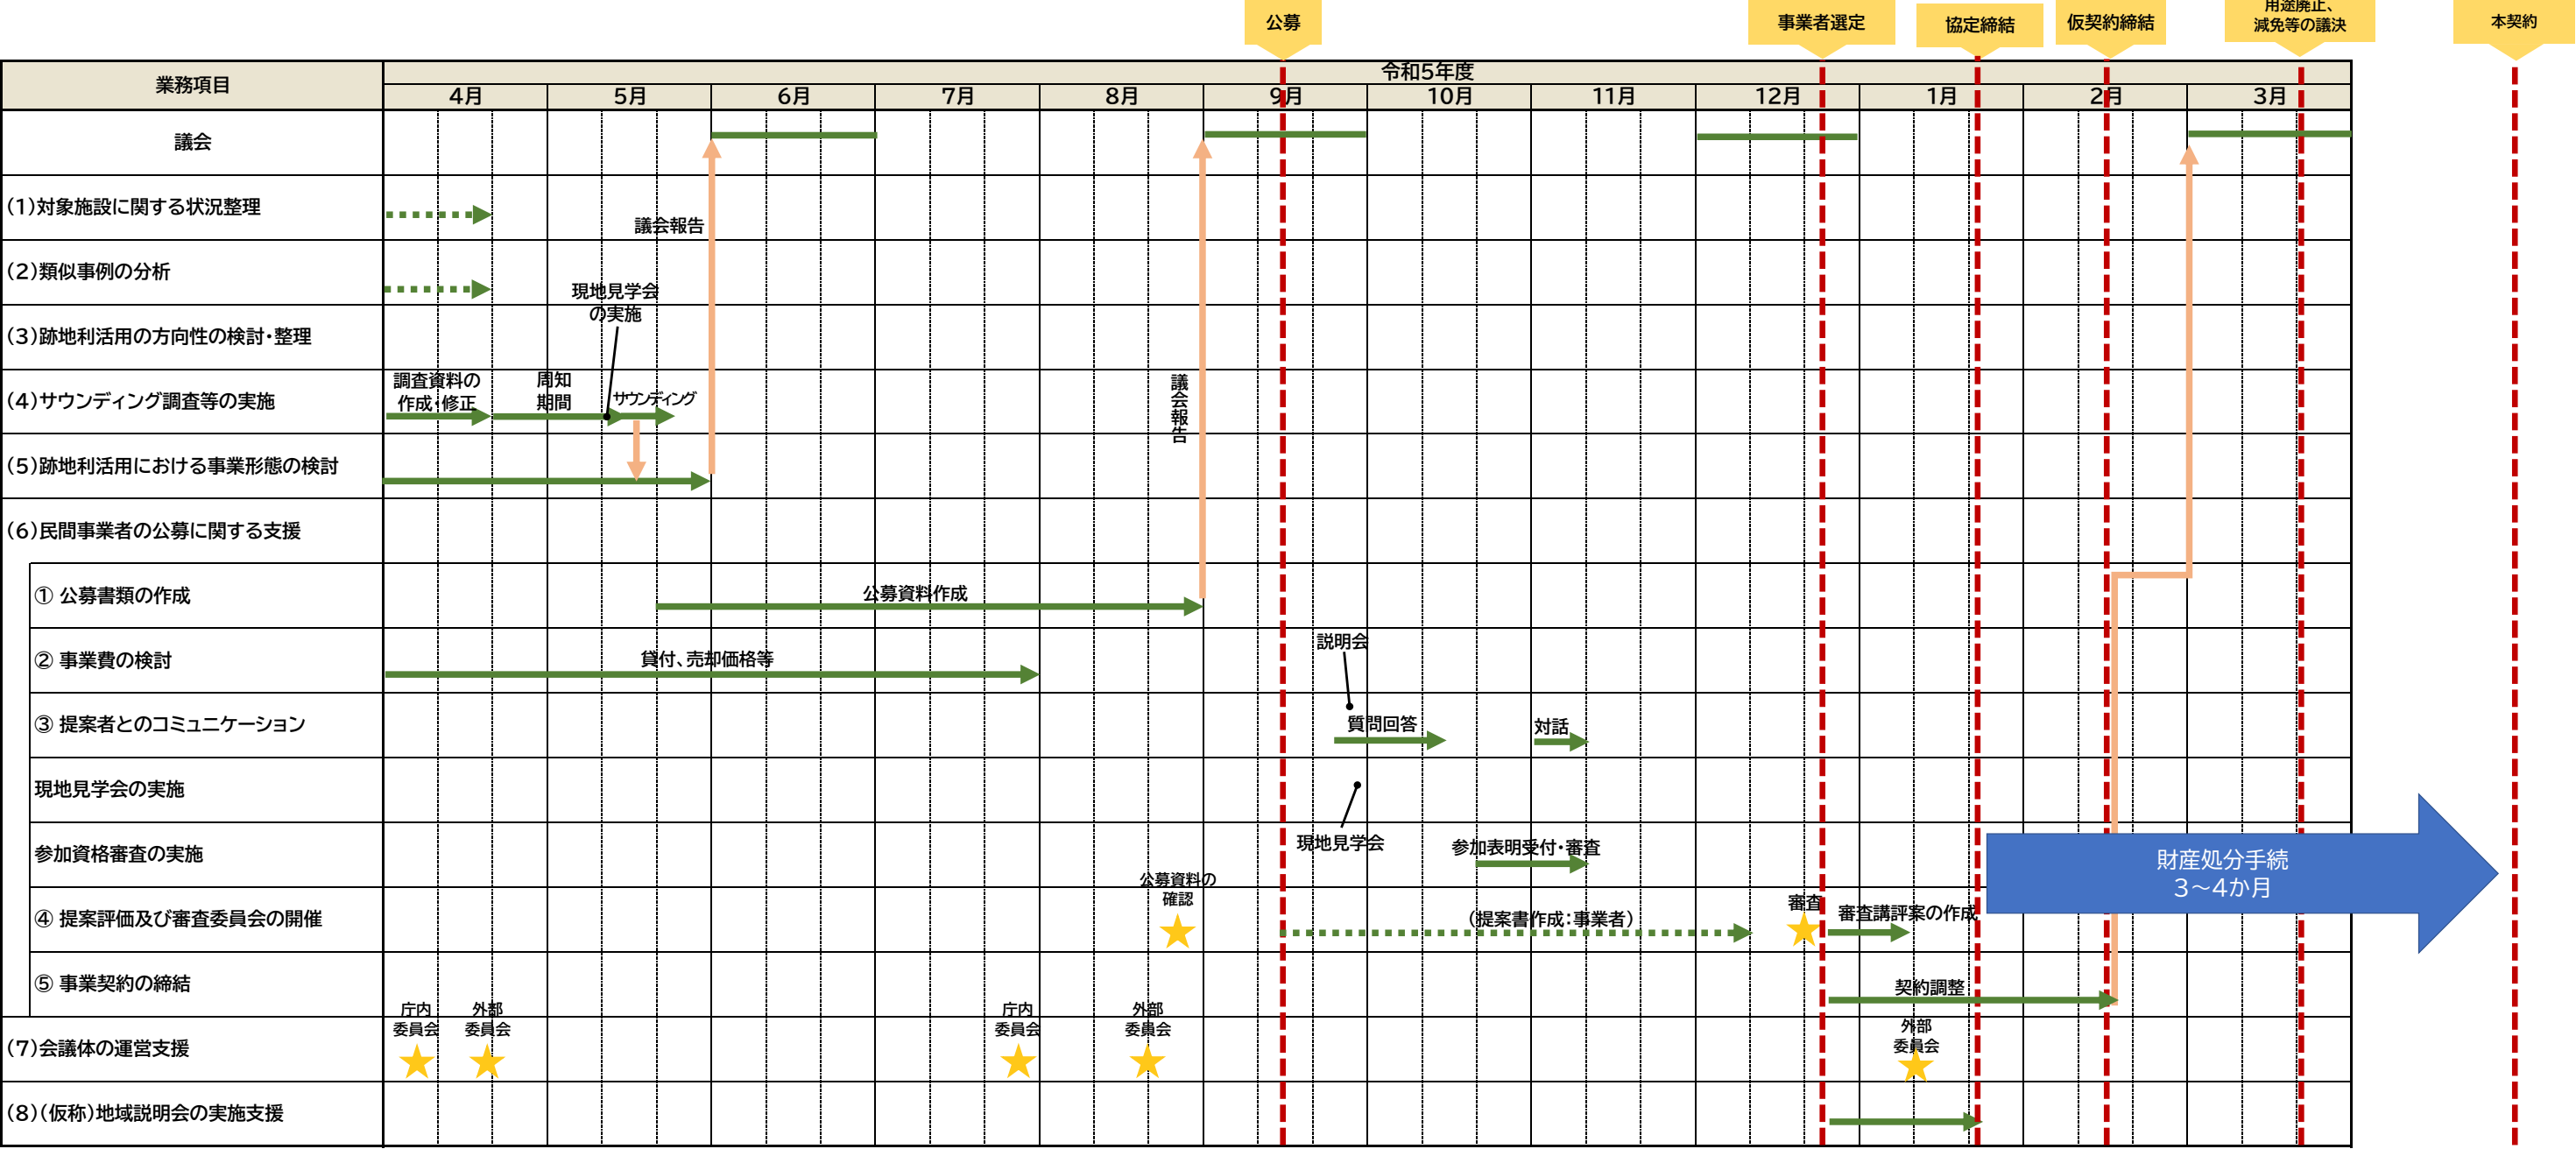 公募
事業者選定
協定締結
仮契約締結
用途廃止、
減免等の議決
本契約
業務項目
令和5年度
4月
5月
6月
7月
8月
9月
10月
11月
12月
1月
2月
3月
議会
(1)対象施設に関する状況整理
議会報告
(2)類似事例の分析
現地見学会
の実施
(3)跡地利活用の方向性の検討・整理
(4)サウンディング調査等の実施
調査資料の
作成・修正
周知
期間
サウンディング
議会報告
(5)跡地利活用における事業形態の検討
(6)民間事業者の公募に関する支援
① 公募書類の作成
公募資料作成
② 事業費の検討
貸付、売却価格等
説明会
③ 提案者とのコミュニケーション
質問回答
対話
現地見学会の実施
現地見学会
参加資格審査の実施
参加表明受付・審査
財産処分手続
3～4か月
公募資料の
確認
④ 提案評価及び審査委員会の開催
(提案書作成:事業者)
審査
審査講評案の作成
⑤ 事業契約の締結
契約調整
庁内
委員会
外部
委員会
庁内
委員会
外部
委員会
外部
委員会
(7)会議体の運営支援
(8)(仮称)地域説明会の実施支援